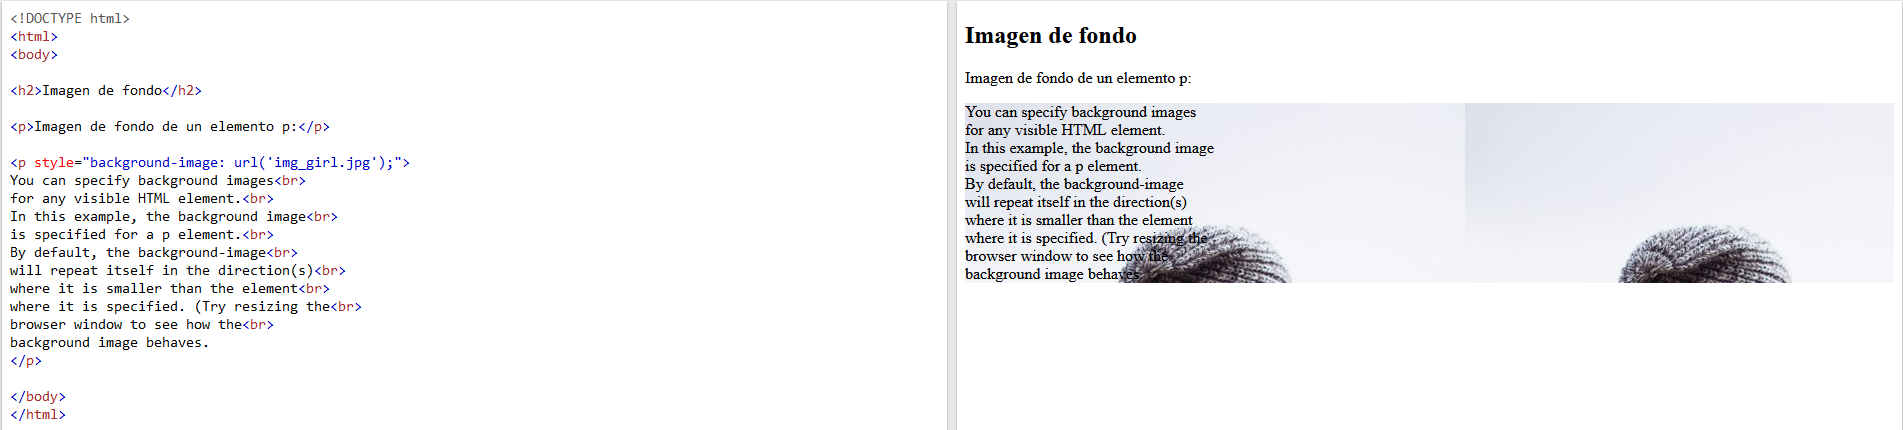 <!DOCTYPE html>
<html>
<body>
<h2>Imagen de fondo</h2>
<p>Imagen de fondo de un elemento p:</p>
<p style="background-image: url('img_girl.jpg');">
You can specify background images<br>
for any visible HTML element.<br>
In this example, the background image<br>
is specified for a p element.<br>
By default, the background-image<br>
will repeat itself in the direction(s)<br>
where it is smaller than the element<br>
where it is specified. (Try resizing the<br>
browser window to see how the<br>
background image behaves.
</p>
</body>
</html>
Imagen de fondo
Imagen de fondo de un elemento p:
You can specify background images
for any visible HTML element.
In this example, the background image
is specified for a p element.
By default, the background-image
will repeat itself in the direction(s)
where it is smaller than the element
where it is specified. (Try resizing the
browser window to see how the
background image behaves.